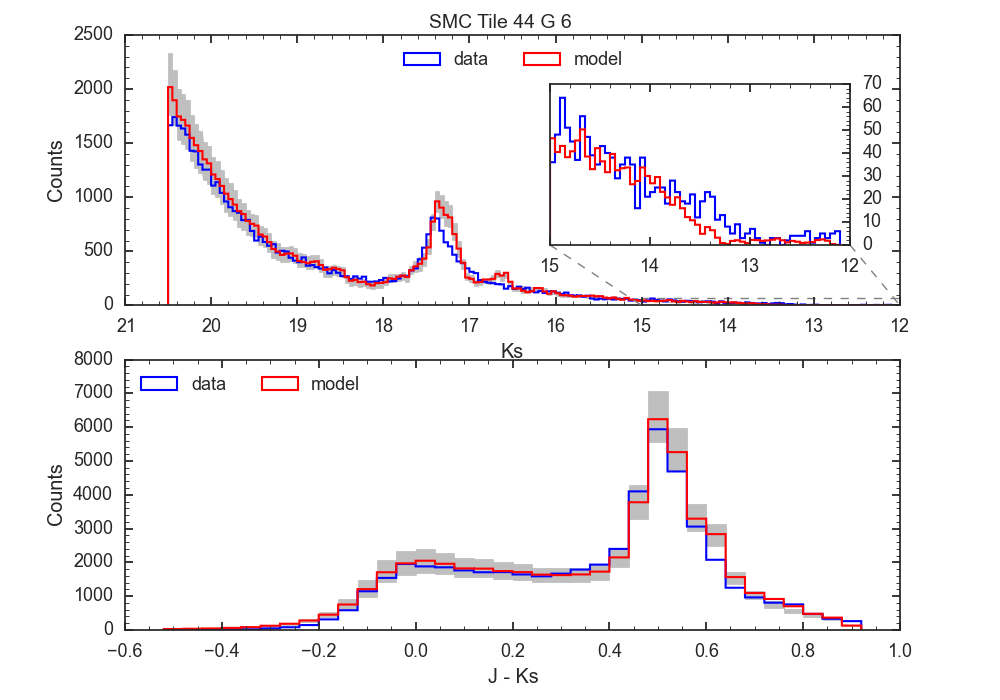 SMC Tile 44 G 6
2500
2000
1500
1000
500
0
Counts
data
model
70
60
50
40
30
20
10
0
15 14 13 12
21 20 19 18 17 16 15 14 13 12
Ks
8000
7000
6000
5000
4000
3000
2000
1000
0
Counts
data
model
−0.6 −0.4 −0.2 0.0 0.2 0.4 0.6 0.8 1.0
J - Ks